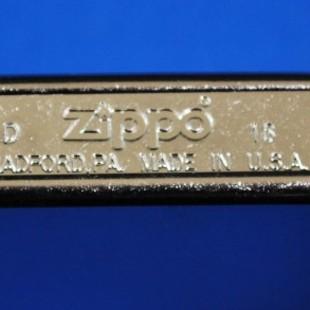 D Zippo® 18
ADFORD,PA. MADE IN U.S.A.